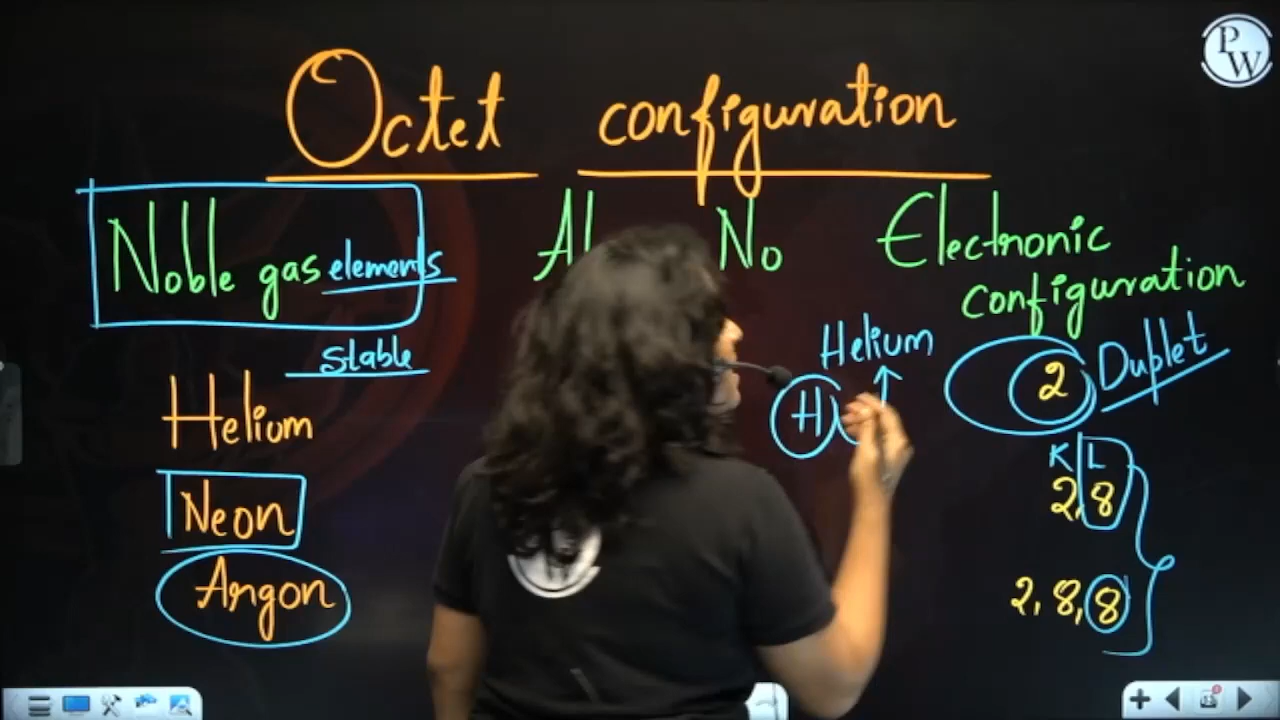 PW
Octet configuration
Noble gas elements
No
Electronic
configuration
stable
Helium
Helium
2
Duplet
H
K L
Neon
2, 8
Argon
2, 8, 8